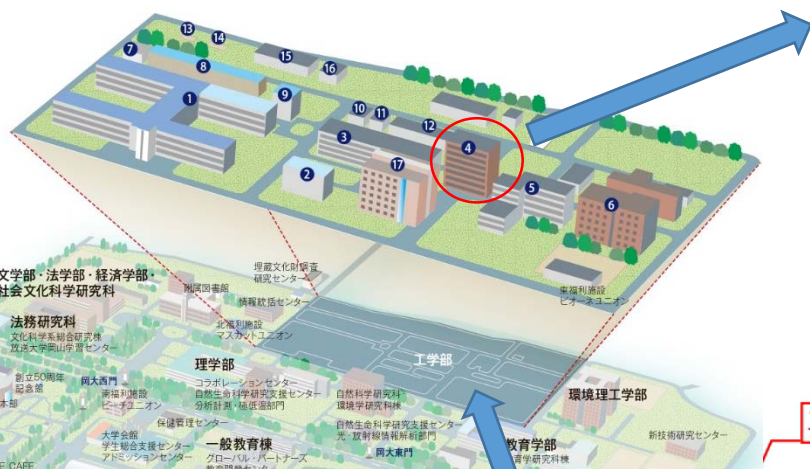 13
14
7
15
8
16
1
9
10
11
3
12
4
17
2
5
6
文学部・法学部・経済学部・
社会文化科学研究科
法務研究科
文化科学系総合研究棟
放送大学岡山学習センター
創立50周年
記念館
岡大西門
南福利施設
ピーチユニオン
大学会館
学生総合支援センター
アドミッションセンター
保健管理センター
附属図書館
埋蔵文化財調査
研究センター
情報統括センター
北福利施設
マスカットユニオン
理学部
コラボレーションセンター
自然生命科学研究支援センター
分析計測・極低温部門
一般教育棟
グローバル・パートナーズ
自然科学研究科
環境学研究科棟
自然生命科学研究支援センター
光・放射線情報解析部門
岡大東門
工学部
東福利施設
ピオーネユニオン
環境理工学部
教育学部
新技術研究センター